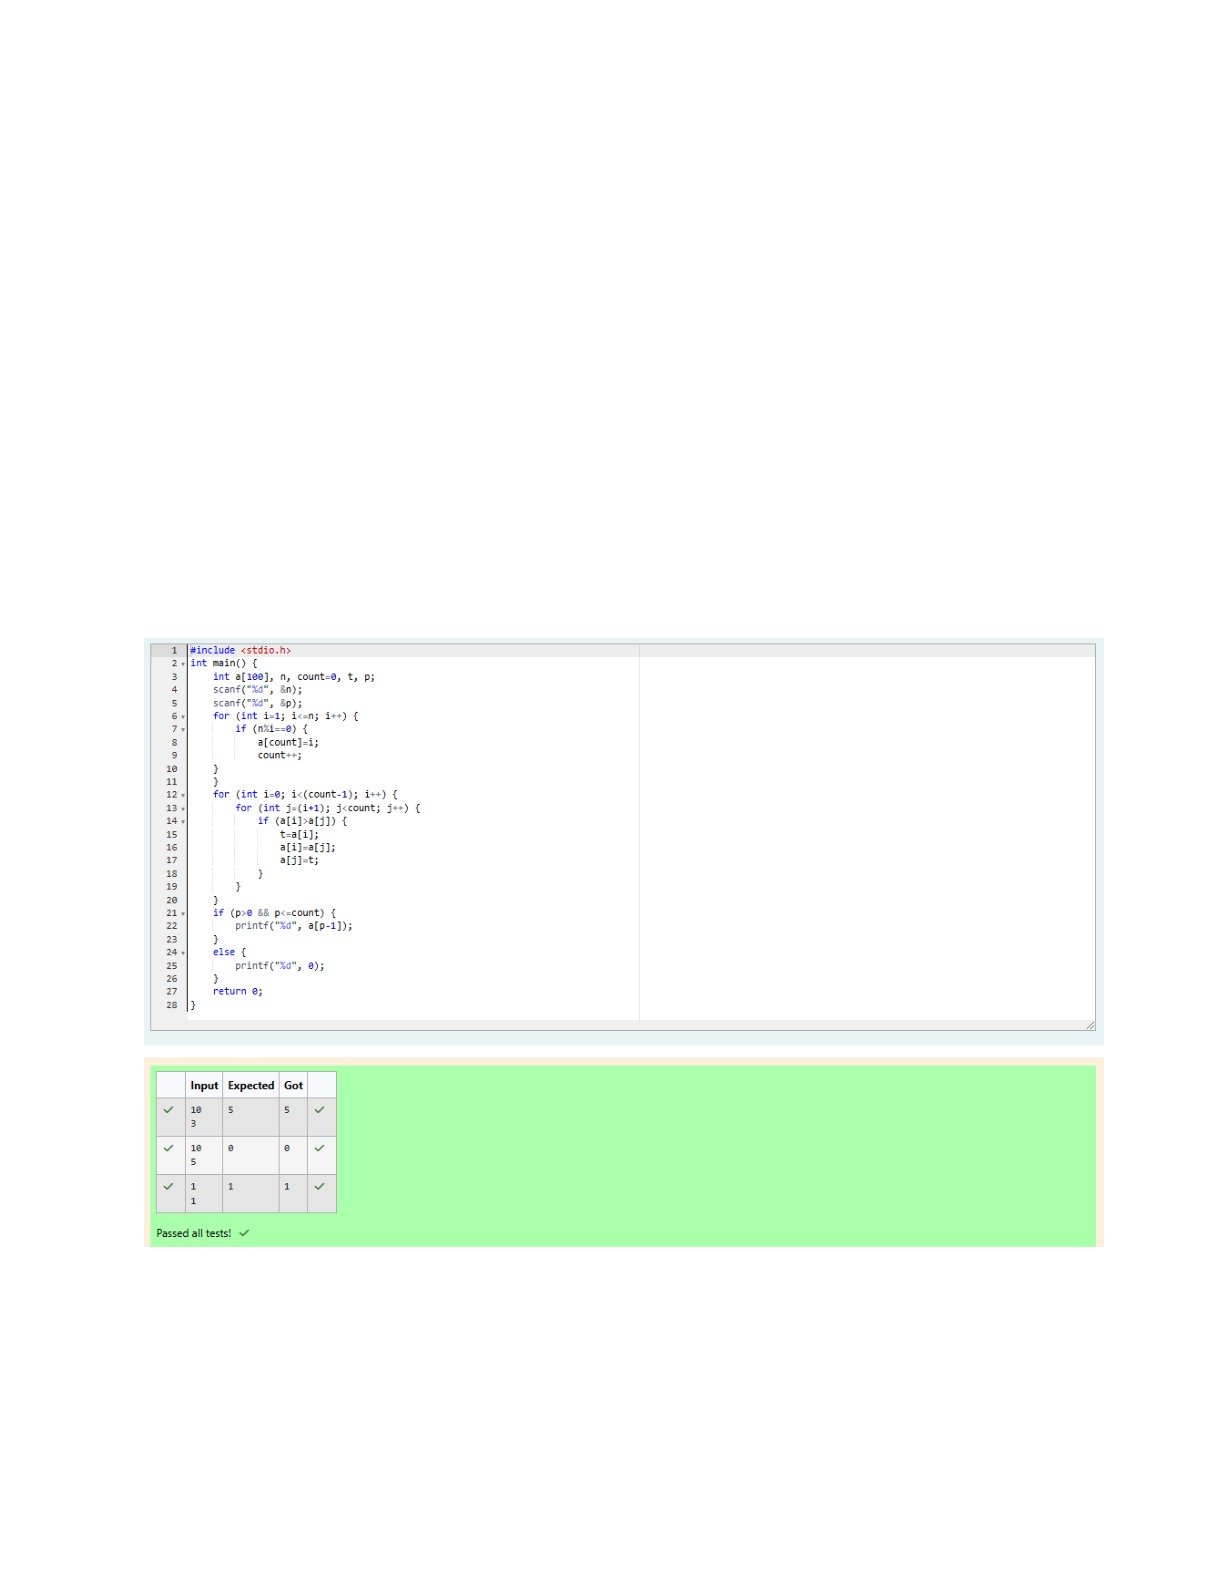 1 #include <stdio.h>
2 int main() {
3 int a[100], n, count=0, t, p;
4 scanf("%d", &n);
5 scanf("%d", &p);
6 for (int i=1; i<=n; i++) {
7 if (n%i==0) {
8 a[count]=i;
9 count++;
10 }
11 }
12 for (int i=0; i<(count-1); i++) {
13 for (int j=(i+1); j<count; j++) {
14 if (a[i]>a[j]) {
15 t=a[i];
16 a[i]=a[j];
17 a[j]=t;
18 }
19 }
20 }
21 if (p>0 && p<=count) {
22 printf("%d", a[p-1]);
23 }
24 else {
25 printf("%d", 0);
26 }
27 return 0;
28 }
Input Expected Got
10 5 5
3
10 0 0
5
1 1 1
1
Passed all tests!